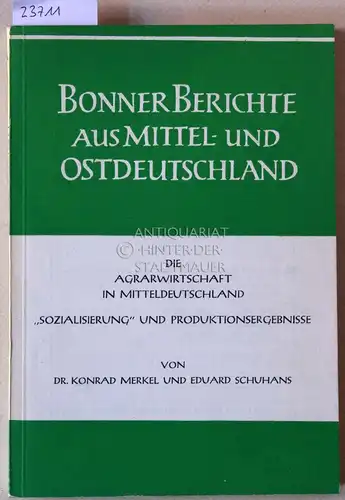 23711
BONNER BERICHTE
AUS MITTEL- UND
OSTDEUTSCHLAND
ANTIQUARIAT
HINTER DER
STADTMAUER
DIE
AGRARWIRTSCHAFT
IN MITTELDEUTSCHLAND
„SOZIALISIERUNG" UND PRODUKTIONSERGEBNISSE
VON
DR. KONRAD MERKEL UND EDUARD SCHUHANS